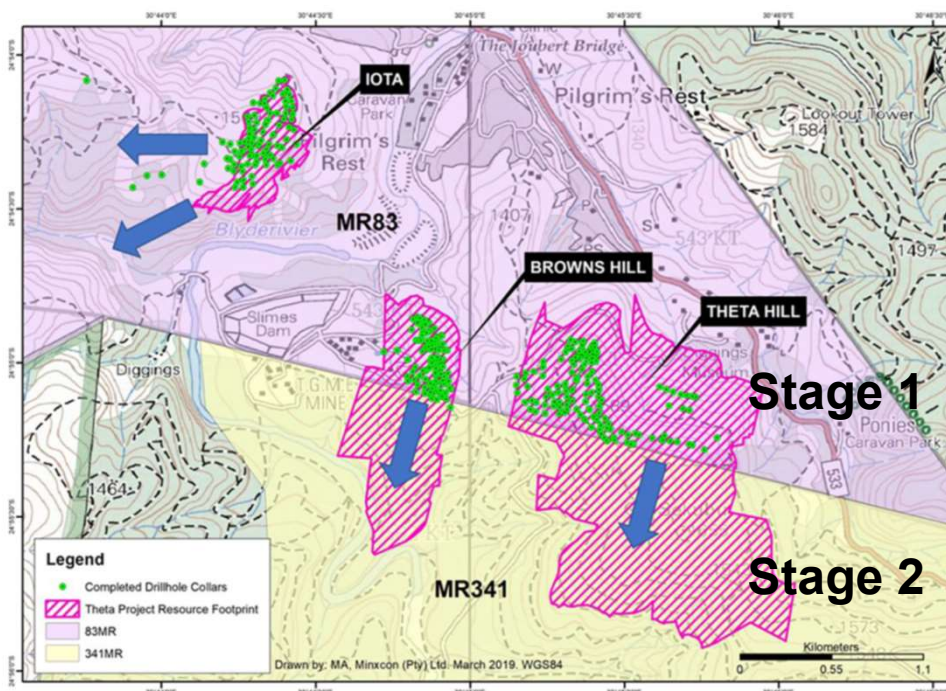 30°44'0"E 30°44'30"E 30°45'0"E 30°45'30"E 30°46'0"E
The Joubert Bridge
IOTA
W
Caravan
Park
Pilgrim's Rest
Lookout Tower
1584
Pilgrim's
Rest
MR83
1407
P
S
543 KT
PS
1497
Blyderivier
BROWNS HILL
THETA HILL
Slimes
Dam
543
Diggings
T.G.M.E
MINE
Stage 1
Ponies
Caravan Park
533
1464
Legend
Completed Drillhole Collars
Theta Project Resource Footprint
83MR
341MR
MR341
Stage 2
1573
Drawn by: MA, Minxcon (Pty) Ltd. March 2019. WGS84
Kilometers
0 0.55 1.1